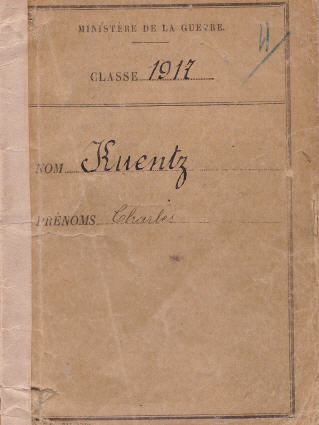 MINISTÈRE DE LA GUERRE.
CLASSE 1917
NOM Kuentz
PRÉNOMS Charles